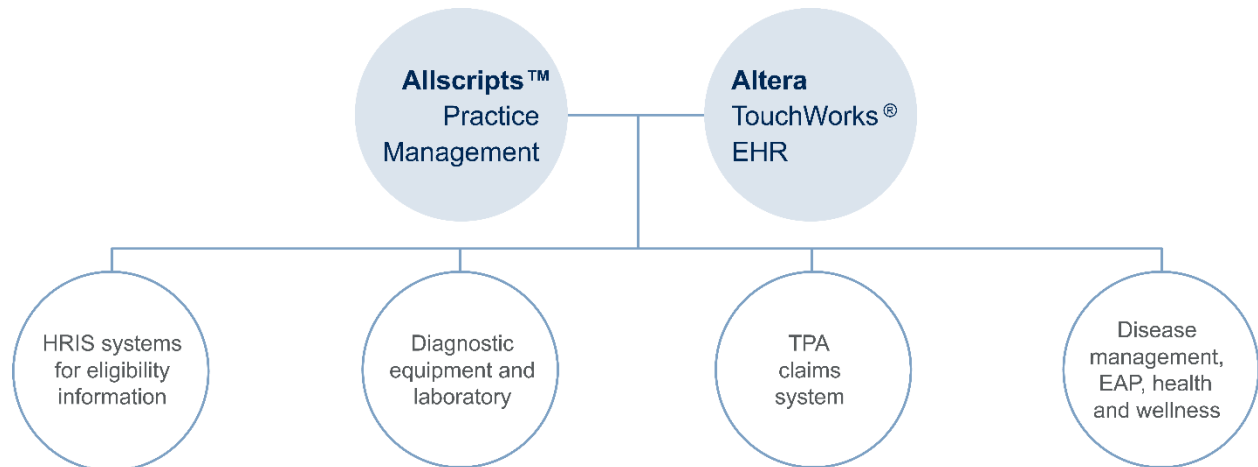 Allscripts™
Practice
Management
Altera
TouchWorks®
EHR
HRIS systems
for eligibility
information
Diagnostic
equipment and
laboratory
TPA
claims
system
Disease
management,
EAP, health
and wellness